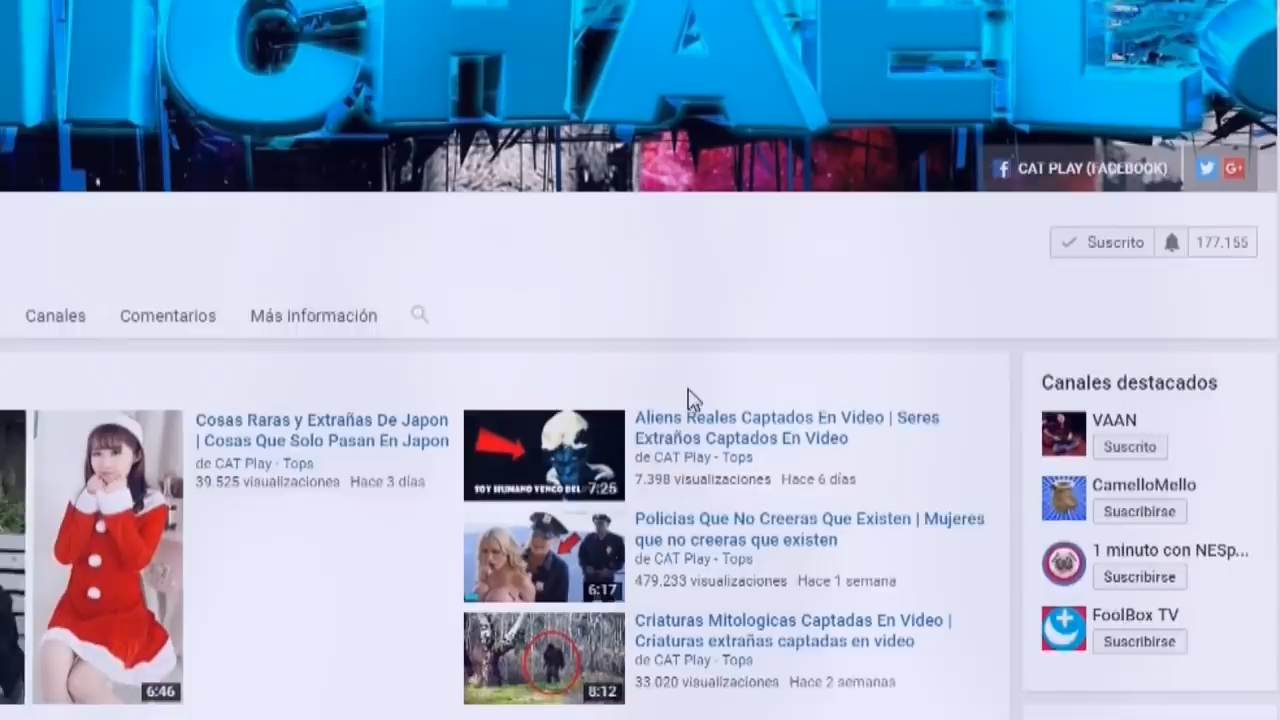 ICHAEL
CAT PLAY (FACEBOOK)
Suscrito
177.155
Canales
Comentarios
Más información
Cosas Raras y Extrañas De Japon
| Cosas Que Solo Pasan En Japon
de CAT Play - Tops
39.525 visualizaciones Hace 3 días
6:46
SOY HUMANO VENGO DEL
7:25
Aliens Reales Captados En Video | Seres
Extraños Captados En Video
de CAT Play - Tops
7.398 visualizaciones Hace 6 días
6:17
Policias Que No Creeras Que Existen | Mujeres
que no creeras que existen
de CAT Play - Tops
479.233 visualizaciones Hace 1 semana
8:12
Criaturas Mitologicas Captadas En Video |
Criaturas extrañas captadas en video
de CAT Play - Tops
33.020 visualizaciones Hace 2 semanas
Canales destacados
VAAN
Suscrito
CamelloMello
Suscribirse
1 minuto con NESp...
Suscribirse
FoolBox TV
Suscribirse